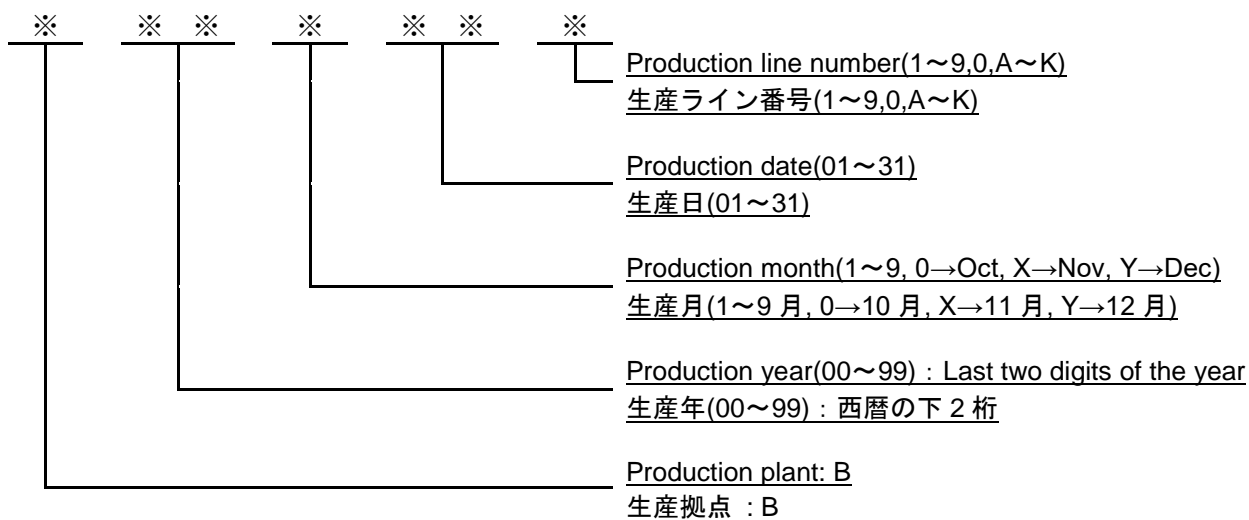 ※ ※ ※ ※ ※ ※ ※
Production line number(1～9,0,A～K)
生産ライン番号(1～9,0,A～K)
Production date(01～31)
生産日(01～31)
Production month(1～9, 0→Oct, X→Nov, Y→Dec)
生産月(1～9 月, 0→10 月, X→11 月, Y→12 月)
Production year(00～99)：Last two digits of the year
生産年(00～99)：西暦の下 2 桁
Production plant: B
生産拠点 : B